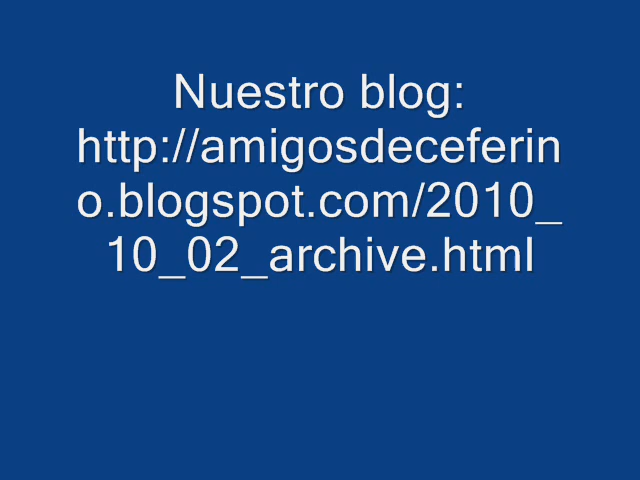 Nuestro blog:
http://amigosdeceferin
o.blogspot.com/2010_
10_02_archive.html